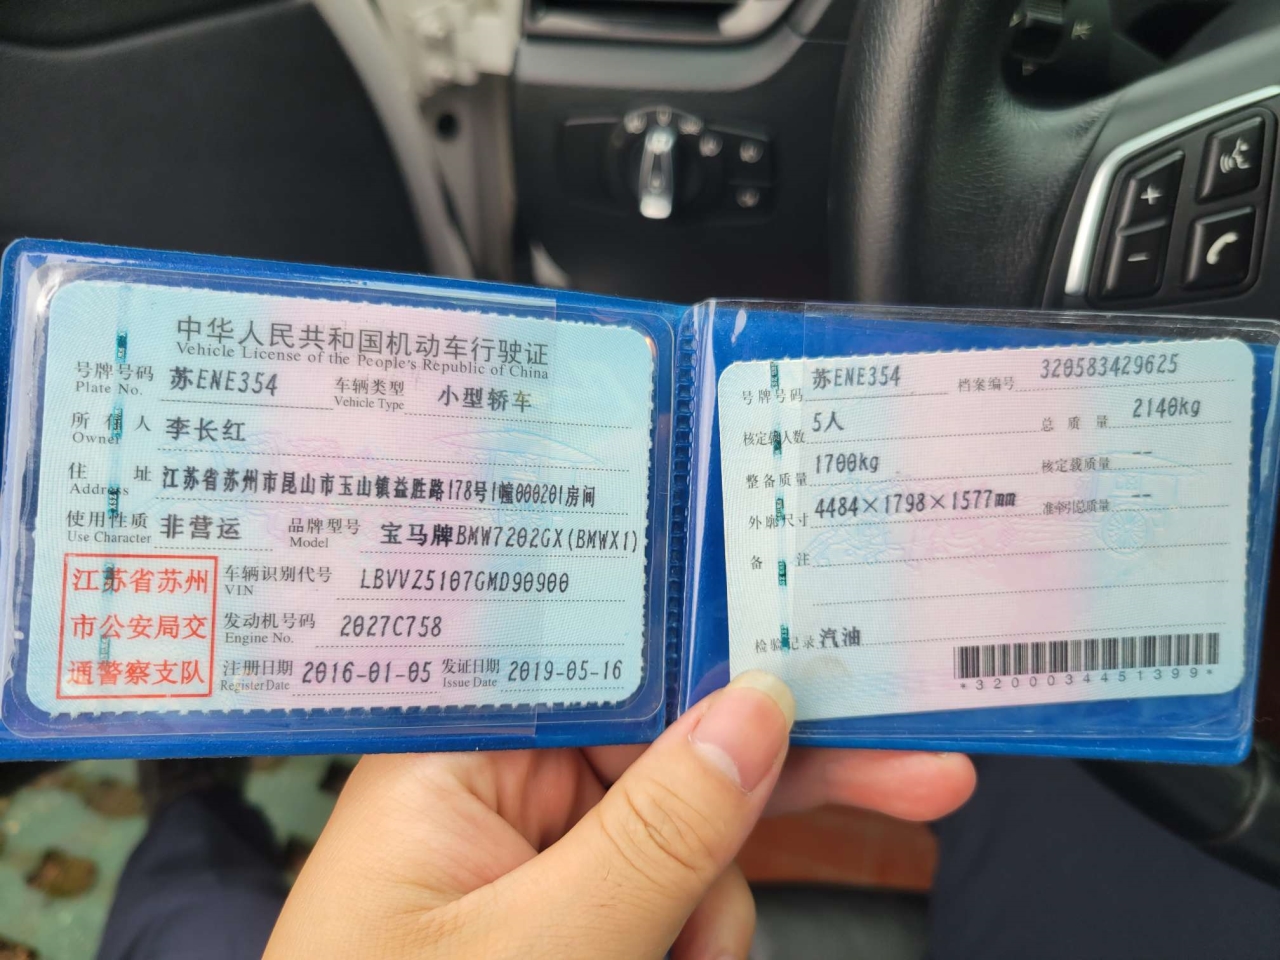 中华人民共和国机动车行驶证
Vehicle License of the People's Republic of China
号牌号码 苏ENE354 车辆类型 小型轿车
Plate No. Vehicle Type
所有人 李长红
Owner
住址 江苏省苏州市昆山市玉山镇益胜路178号1幢000201房间
Address
使用性质 非营运 品牌型号 宝马牌BMW7202GX(BMWX1)
Use Character Model
江苏省苏州
市公安局交
通警察支队
车辆识别代号 LBVVZ5107GMD90900
VIN
发动机号码 2027C758
Engine No.
注册日期 2016-01-05 发证日期 2019-05-16
Register Date Issue Date
号牌号码 苏ENE354 档案编号 320583429625
核定载人数 5人 总质量 2140kg
整备质量 1700kg 核定载质量 --
外廓尺寸 4484×1798×1577mm 准牵引总质量 --
备注
检验记录 汽油
*3200034451399*